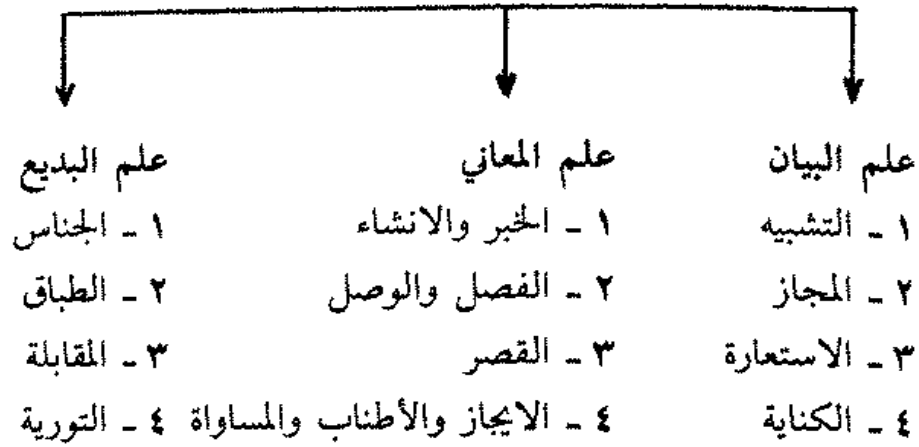 علم البيان علم المعاني علم البديع
١ - التشبيه ١ - الخبر والانشاء ١ - الجناس
٢ - المجاز ٢ - الفصل والوصل ٢ - الطباق
٣ - الاستعارة ٣ - القصر ٣ - المقابلة
٤ - الكناية ٤ - الايجاز والأطناب والمساواة ٤ - التورية